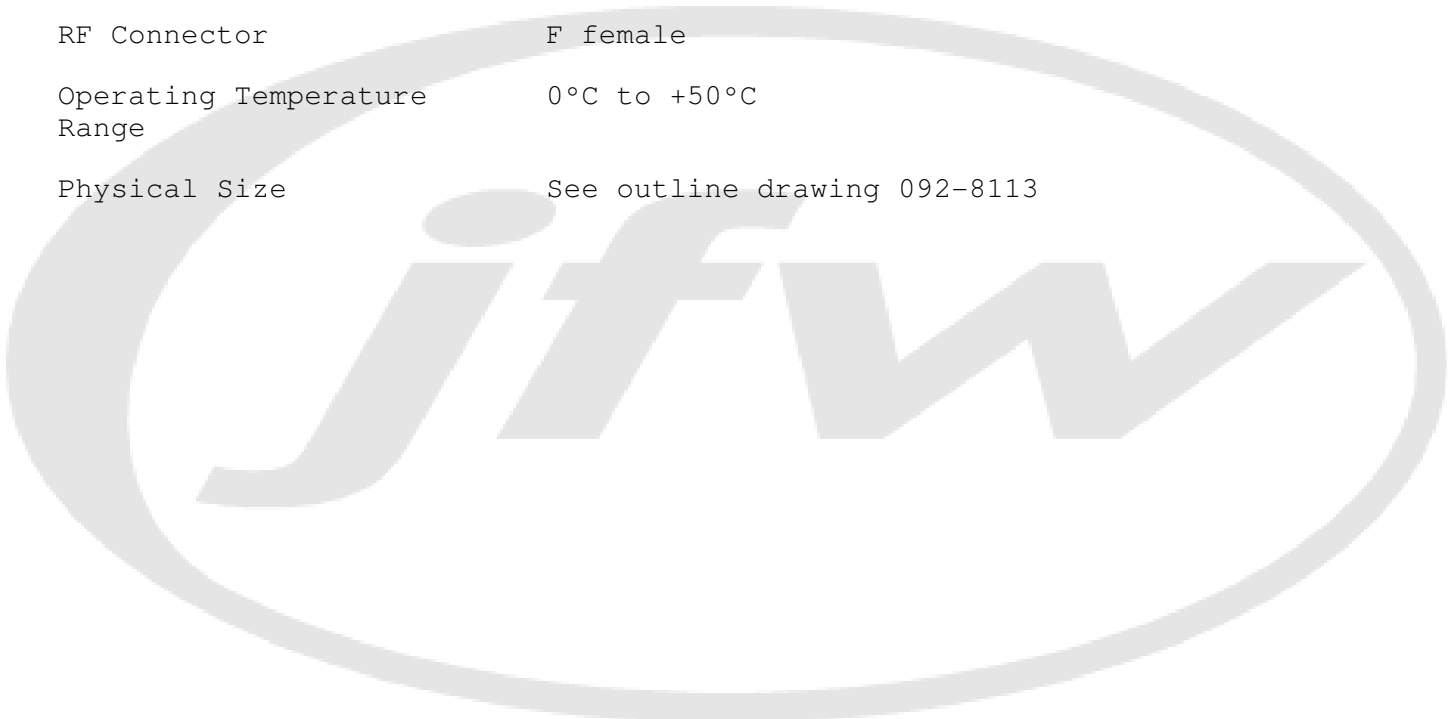 RF Connector F female
Operating Temperature 0°C to +50°C
Range
Physical Size See outline drawing 092-8113
jfw